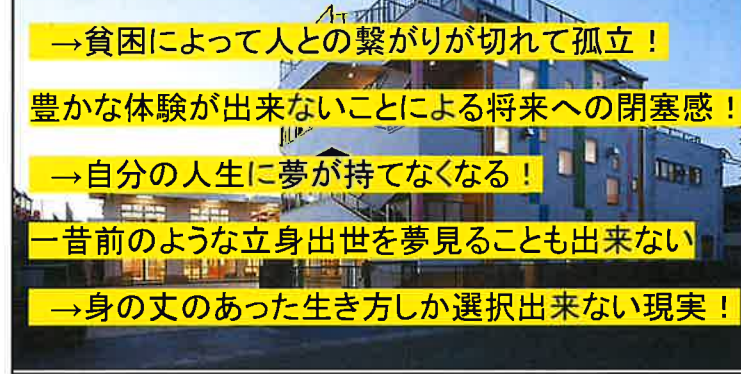 →貧困によって人との繋がりが切れて孤立！
豊かな体験が出来ないことによる将来への閉塞感！
→自分の人生に夢が持てなくなる！
一昔前のような立身出世を夢見ることも出来ない
→身の丈のあった生き方しか選択出来ない現実！